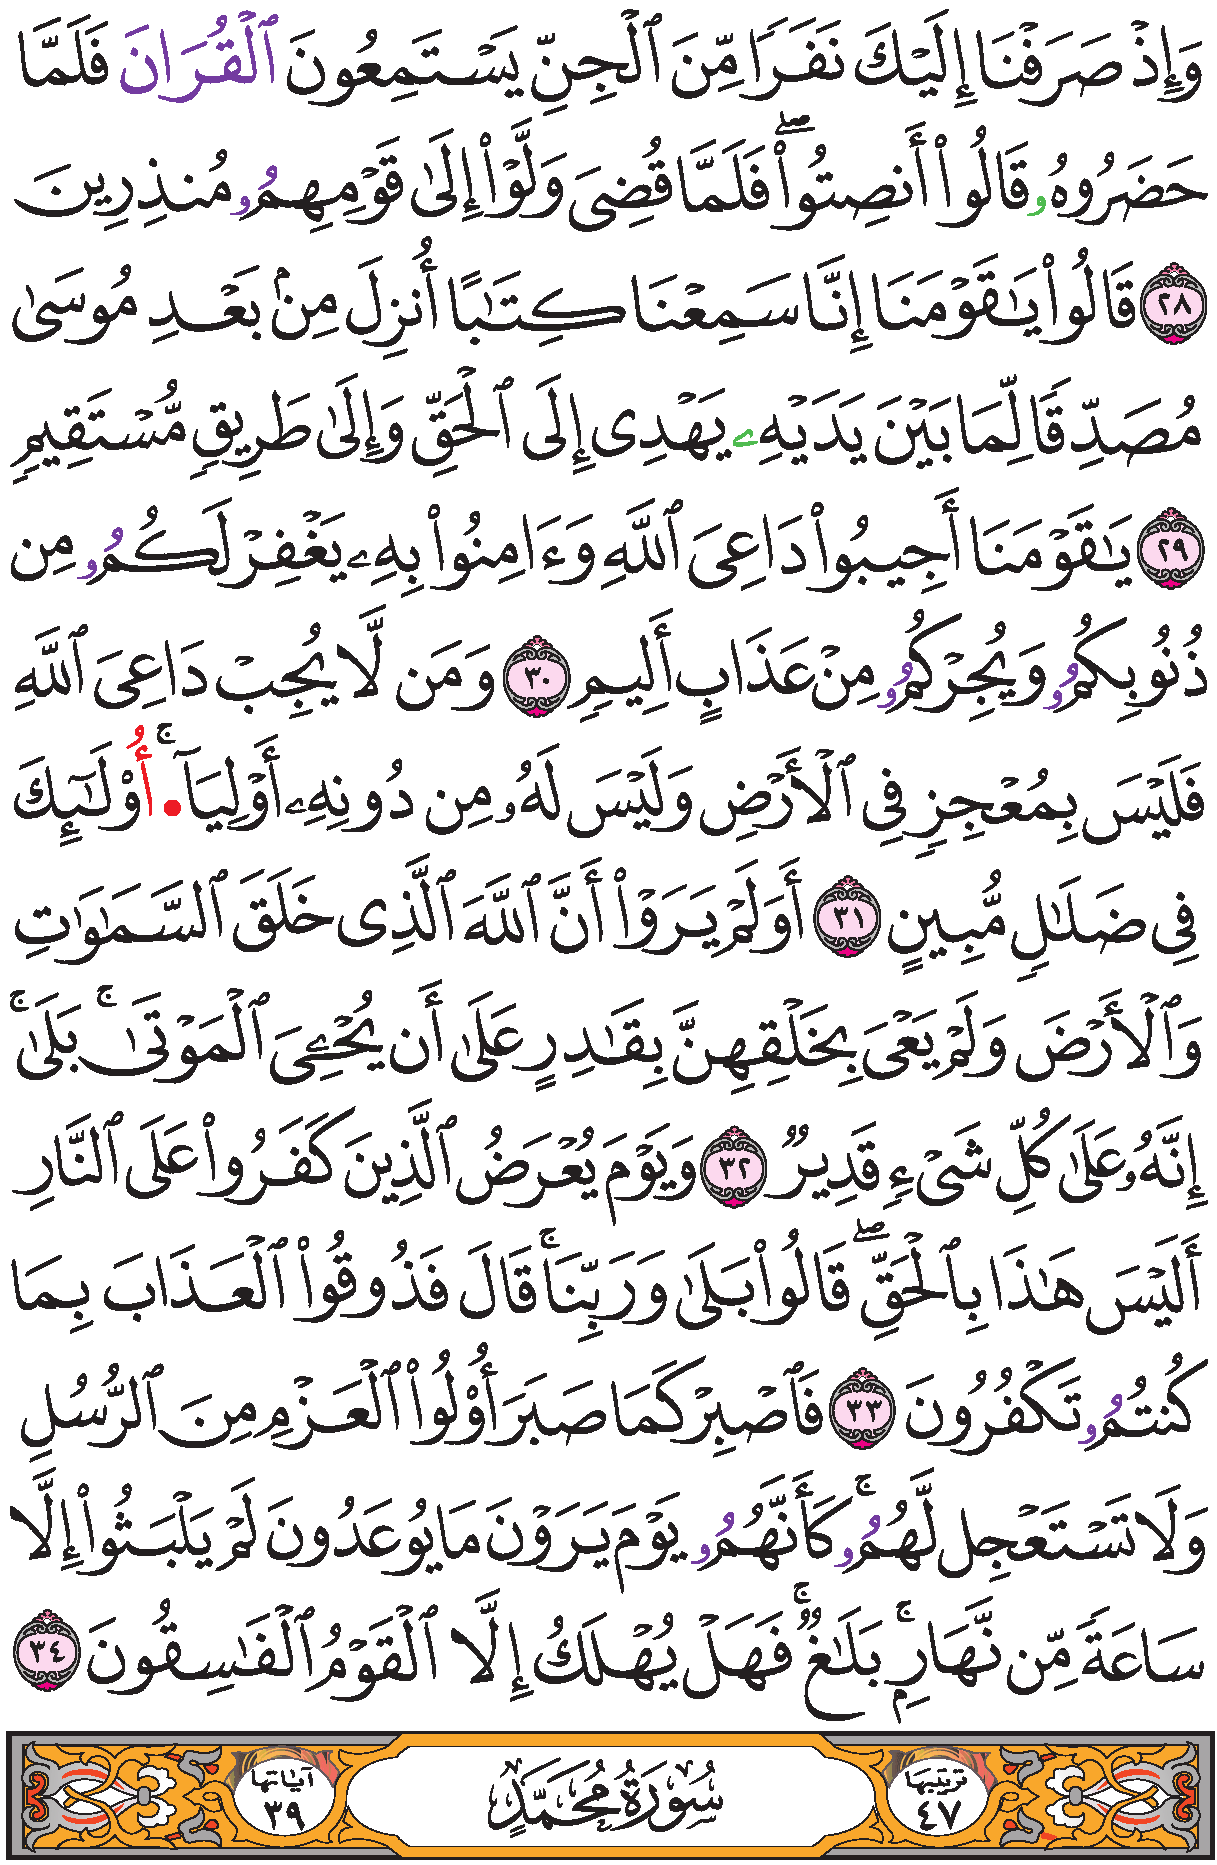 وَإِذْ صَرَفْنَا إِلَيْكَ نَفَرًا مِّنَ ٱلْجِنِّ يَسْتَمِعُونَ ٱلْقُرَانَ فَلَمَّا
حَضَرُوهُۥ قَالُوا۟ أَنصِتُوا۟ۖ فَلَمَّا قُضِىَ وَلَّوْا۟ إِلَىٰ قَوْمِهِمُۥ مُنذِرِينَ
٢٨ قَالُوا۟ يَـٰقَوْمَنَا إِنَّا سَمِعْنَا كِتَـٰبًا أُنزِلَ مِنۢ بَعْدِ مُوسَىٰ
مُصَدِّقًا لِّمَا بَيْنَ يَدَيْهِۦ يَهْدِى إِلَى ٱلْحَقِّ وَإِلَىٰ طَرِيقٍ مُّسْتَقِيمٍ
٢٩ يَـٰقَوْمَنَا أَجِيبُوا۟ دَاعِىَ ٱللَّهِ وَءَامِنُوا۟ بِهِۦ يَغْفِرْ لَكُمُۥ مِن
ذُنُوبِكُمُۥ وَيُجِرْكُمُۥ مِنْ عَذَابٍ أَلِيمٍ ٣٠ وَمَن لَّا يُجِبْ دَاعِىَ ٱللَّهِ
فَلَيْسَ بِمُعْجِزٍ فِى ٱلْأَرْضِ وَلَيْسَ لَهُۥ مِن دُونِهِۦ أَوْلِيَآ•ۚ أُوْلَـٰٓئِكَ
فِى ضَلَـٰلٍ مُّبِينٍ ٣١ أَوَلَمْ يَرَوْا۟ أَنَّ ٱللَّهَ ٱلَّذِى خَلَقَ ٱلسَّمَـٰوَٰتِ
وَٱلْأَرْضَ وَلَمْ يَعْىَ بِخَلْقِهِنَّ بِقَـٰدِرٍ عَلَىٰ أَن يُحْـِۧىَ ٱلْمَوْتَىٰۚ بَلَىٰۚ
إِنَّهُۥ عَلَىٰ كُلِّ شَىْءٍ قَدِيرٌ ٣٢ وَيَوْمَ يُعْرَضُ ٱلَّذِينَ كَفَرُوا۟ عَلَى ٱلنَّارِ
أَلَيْسَ هَـٰذَا بِٱلْحَقِّۖ قَالُوا۟ بَلَىٰ وَرَبِّنَاۚ قَالَ فَذُوقُوا۟ ٱلْعَذَابَ بِمَا
كُنتُمُۥ تَكْفُرُونَ ٣٣ فَٱصْبِرْ كَمَا صَبَرَ أُوْلُوا۟ ٱلْعَزْمِ مِنَ ٱلرُّسُلِ
وَلَا تَسْتَعْجِل لَّهُمُۥۚ كَأَنَّهُمُۥ يَوْمَ يَرَوْنَ مَا يُوعَدُونَ لَمْ يَلْبَثُوا۟ إِلَّا
سَاعَةً مِّن نَّهَارٍۭۚ بَلَـٰغٌۚ فَهَلْ يُهْلَكُ إِلَّا ٱلْقَوْمُ ٱلْفَـٰسِقُونَ ٣٤
ترتيبها ٤٧ سُورَةُ مُحَمَّدٍ آياتها ٣٩